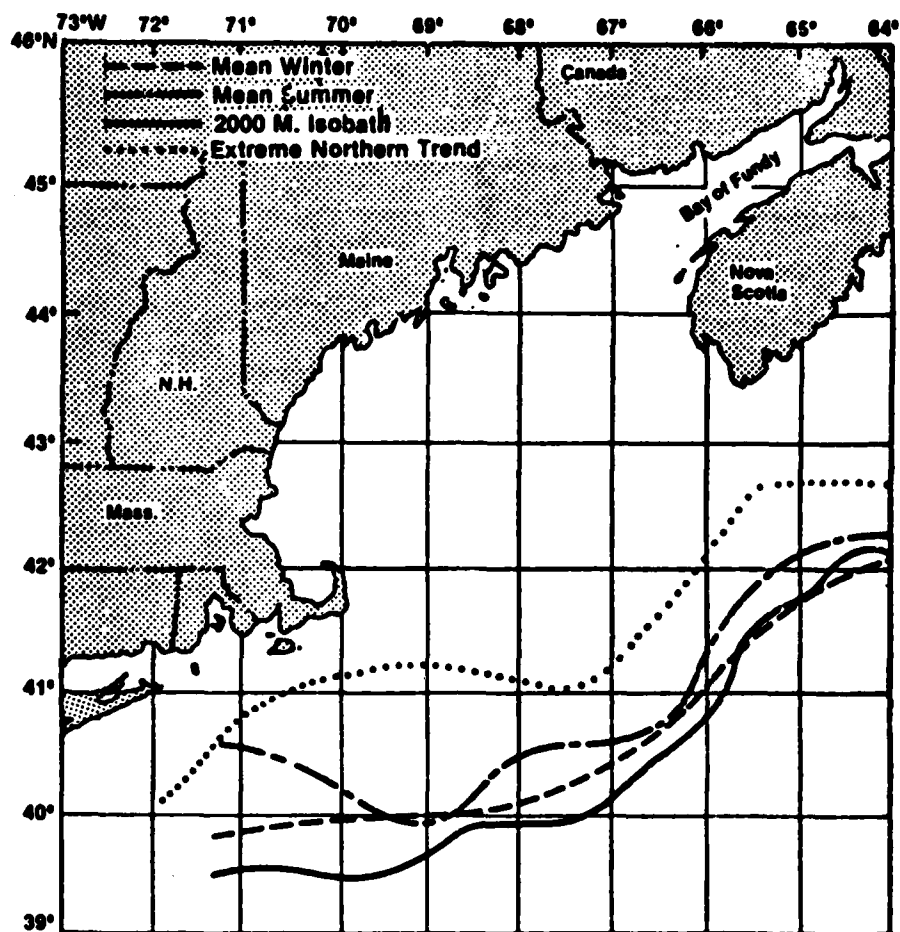 73°W 72° 71° 70° 69° 68° 67° 66° 65° 64°
46°N
Mean Winter
Mean Summer
2000 M. Isobath
Extreme Northern Trend
Canada
45°
Bay of Fundy
Maine
Nova
Scotia
44°
N.H.
43°
Mass.
42°
41°
40°
39°